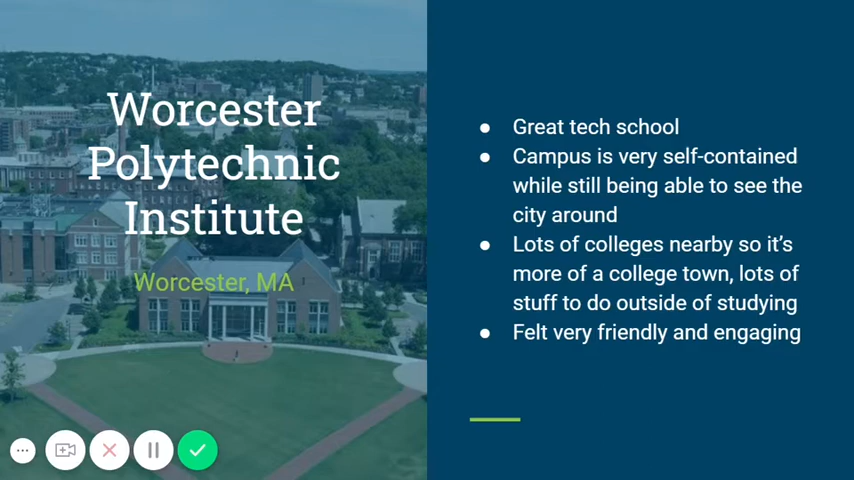 Worcester
Polytechnic
Institute
Worcester, MA
● Great tech school
● Campus is very self-contained
while still being able to see the
city around
● Lots of colleges nearby so it's
more of a college town, lots of
stuff to do outside of studying
● Felt very friendly and engaging